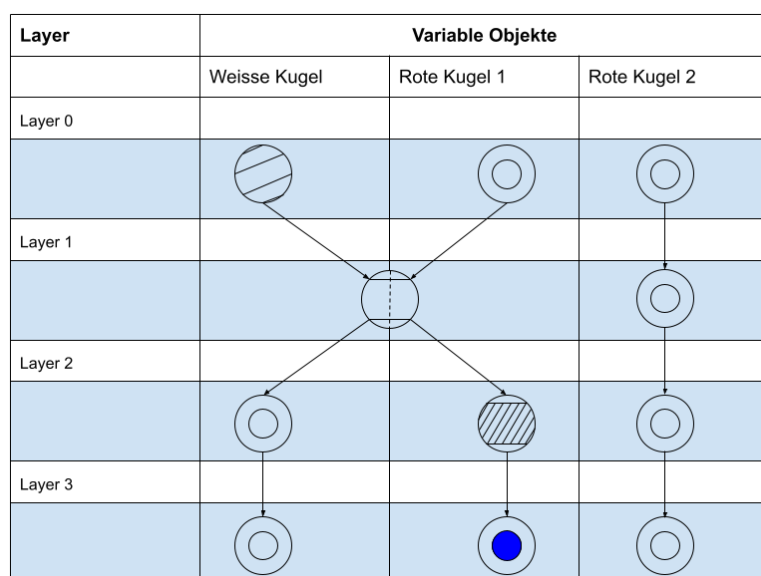 Layer Variable Objekte
Weisse Kugel Rote Kugel 1 Rote Kugel 2
Layer 0
Layer 1
Layer 2
Layer 3